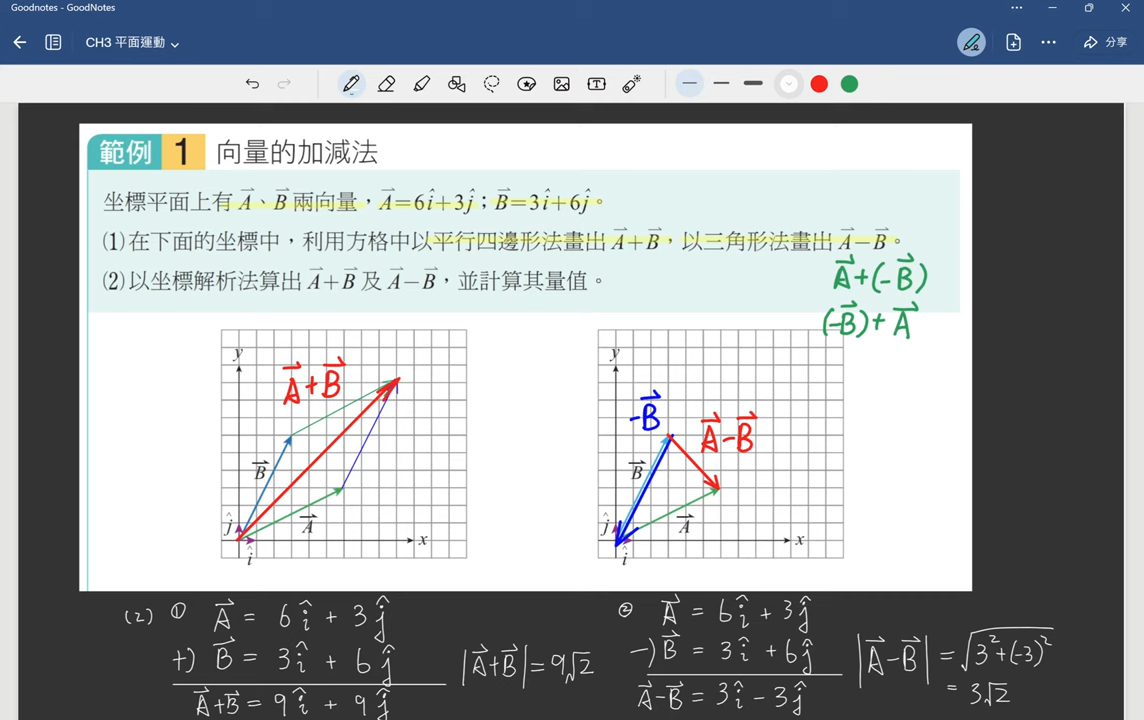 Goodnotes - GoodNotes
CH3 平面運動
分享
範例 1 向量的加減法
坐標平面上有 A⃗、B⃗ 兩向量，A⃗=6î+3ĵ；B⃗=3î+6ĵ。
(1)在下面的坐標中，利用方格中以平行四邊形法畫出 A⃗+B⃗，以三角形法畫出 A⃗−B⃗。
(2)以坐標解析法算出 A⃗+B⃗ 及 A⃗−B⃗，並計算其量值。
A⃗+(-B⃗)
(-B⃗)+A⃗
y
A⃗+B⃗
B⃗
A⃗
ĵ
î
x
y
-B⃗
A⃗-B⃗
B⃗
A⃗
ĵ
î
x
(2) ① A⃗ = 6î + 3ĵ
+) B⃗ = 3î + 6ĵ
A⃗+B⃗ = 9î + 9ĵ
|A⃗+B⃗| = 9√2
② A⃗ = 6î + 3ĵ
-) B⃗ = 3î + 6ĵ
A⃗-B⃗ = 3î - 3ĵ
|A⃗-B⃗| = √3²+(-3)²
= 3√2